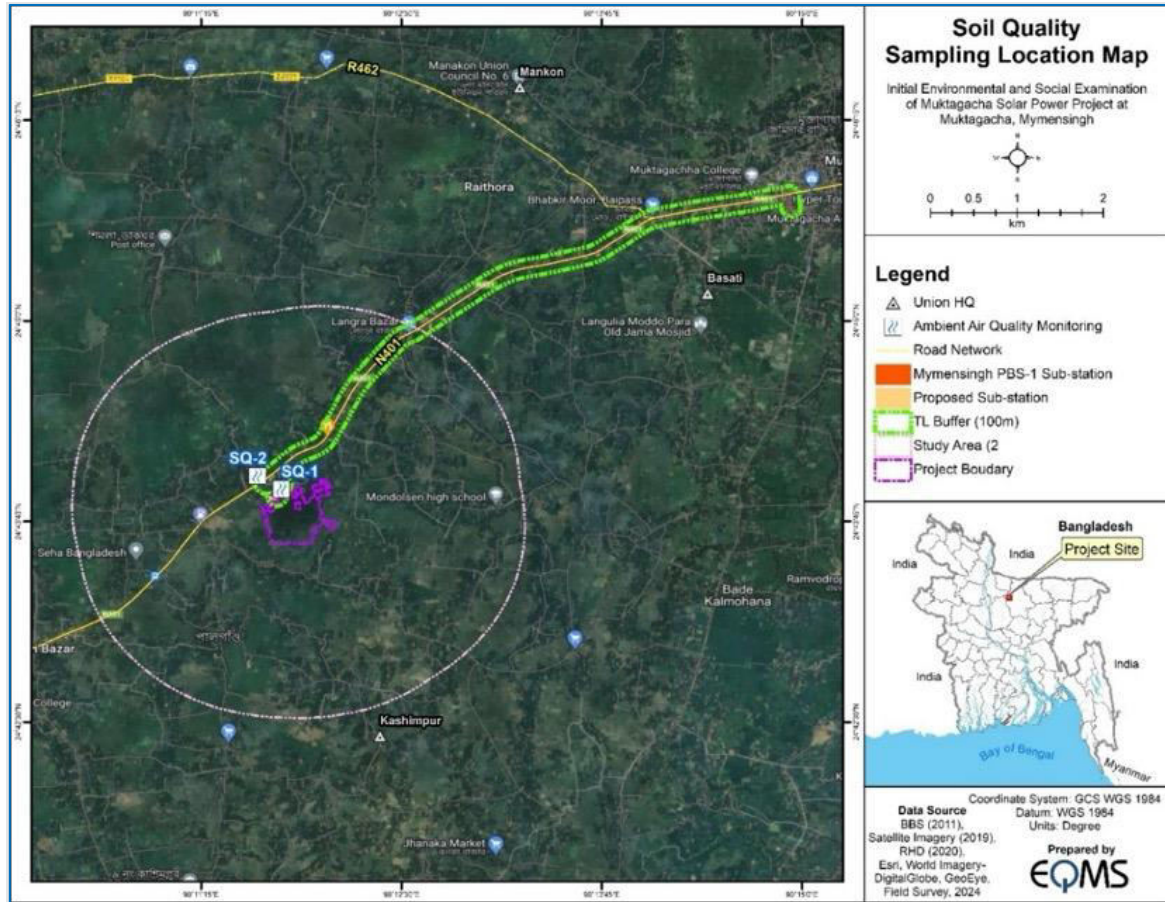 Soil Quality
Sampling Location Map
Initial Environmental and Social Examination
of Muktagacha Solar Power Project at
Muktagacha, Mymensingh
0 0.5 1 2
km
Legend
Union HQ
Ambient Air Quality Monitoring
Road Network
Mymensingh PBS-1 Sub-station
Proposed Sub-station
TL Buffer (100m)
Study Area (2
Project Boudary
Bangladesh
Project Site
India
India
India
India
Bay of Bengal
Myanmar
Coordinate System: GCS WGS 1984
Datum: WGS 1984
Units: Degree
Data Source
BBS (2011),
Satellite Imagery (2019),
RHD (2020),
Esri, World Imagery-
DigitalGlobe, GeoEye,
Field Survey, 2024
Prepared by
EQMS
R462
Manakon Union
Council No. 6
Mankon
Raithora
Muktagachha College
Mu
Bhabkir Moor, Baipass
Muktagacha A
Post office
Basati
Langra Bazar
Langulia Moddo Para
Old Jama Mosjid
N401
SQ-2
SQ-1
Mondolsen high school
Seha Bangladesh
Bade
Kalmohana
Ramvodrop
পালগাঁও
n Bazar
College
Kashimpur
Jhanaka Market